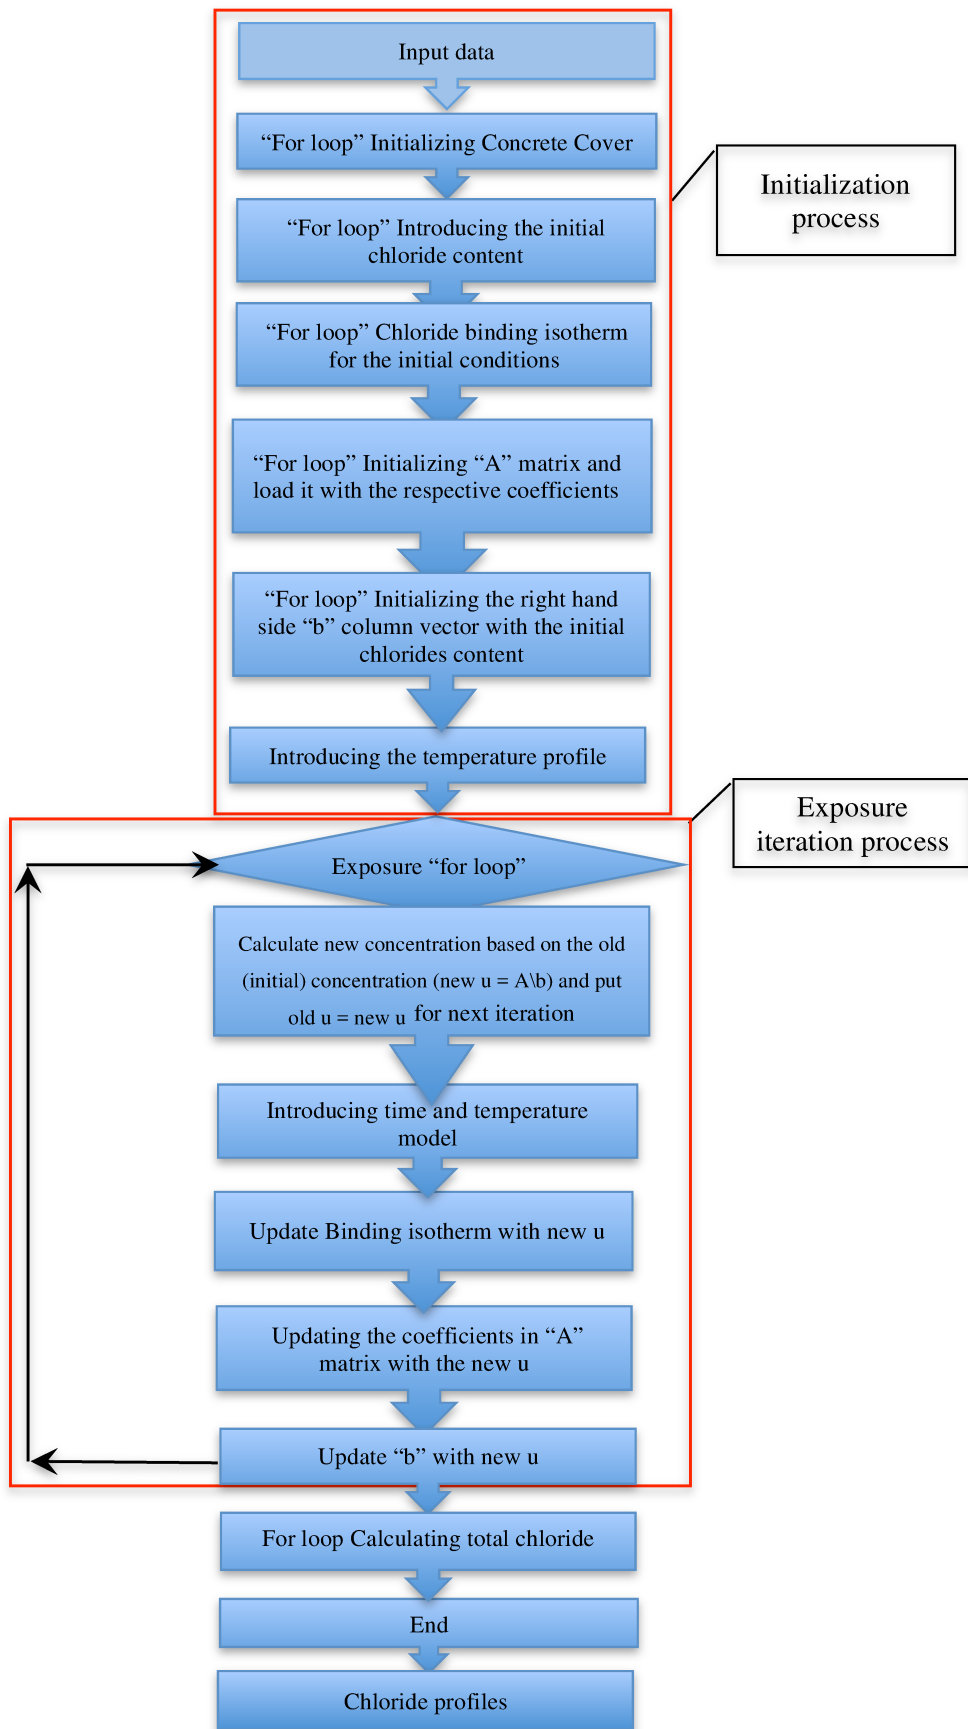 Input data
“For loop” Initializing Concrete Cover
“For loop” Introducing the initial
chloride content
Initialization
process
“For loop” Chloride binding isotherm
for the initial conditions
“For loop” Initializing “A” matrix and
load it with the respective coefficients
“For loop” Initializing the right hand
side “b” column vector with the initial
chlorides content
Introducing the temperature profile
Exposure
iteration process
Exposure “for loop”
Calculate new concentration based on the old
(initial) concentration (new u = A\b) and put
old u = new u for next iteration
Introducing time and temperature
model
Update Binding isotherm with new u
Updating the coefficients in “A”
matrix with the new u
Update “b” with new u
For loop Calculating total chloride
End
Chloride profiles